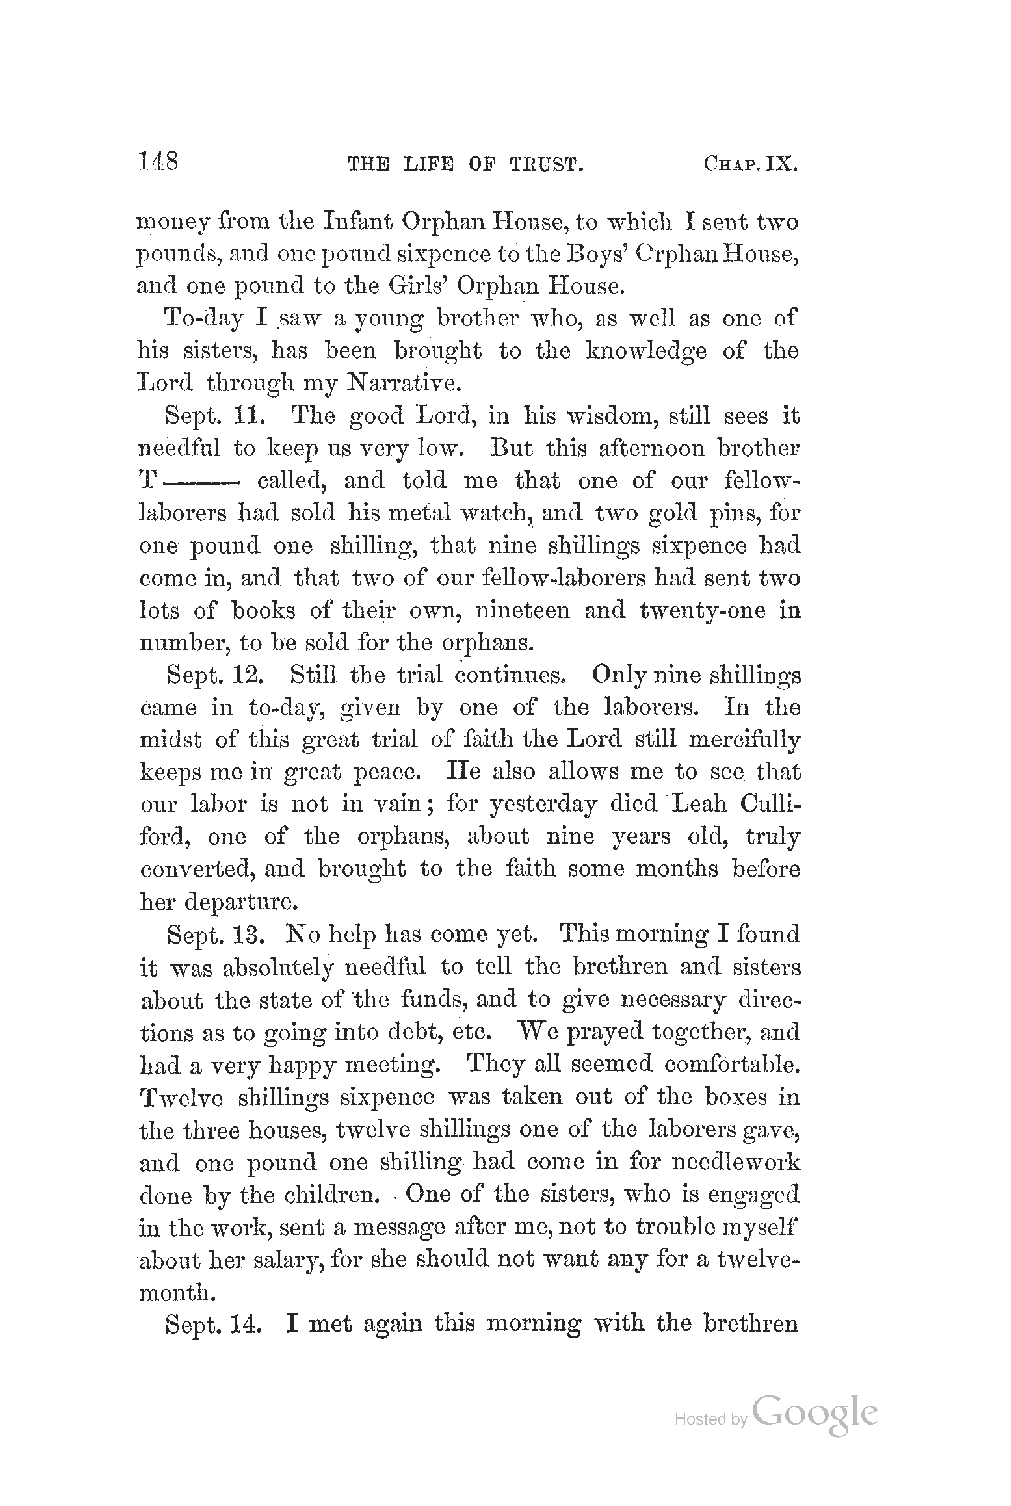 148 THE LIFE OF TRUST. CHAP. IX.
money from the Infant Orphan House, to which I sent two
pounds, and one pound sixpence to the Boys' Orphan House,
and one pound to the Girls' Orphan House.
To-day I saw a young brother who, as well as one of
his sisters, has been brought to the knowledge of the
Lord through my Narrative.
Sept. 11. The good Lord, in his wisdom, still sees it
needful to keep us very low. But this afternoon brother
T——— called, and told me that one of our fellow-
laborers had sold his metal watch, and two gold pins, for
one pound one shilling, that nine shillings sixpence had
come in, and that two of our fellow-laborers had sent two
lots of books of their own, nineteen and twenty-one in
number, to be sold for the orphans.
Sept. 12. Still the trial continues. Only nine shillings
came in to-day, given by one of the laborers. In the
midst of this great trial of faith the Lord still mercifully
keeps me in great peace. He also allows me to see that
our labor is not in vain; for yesterday died Leah Culli-
ford, one of the orphans, about nine years old, truly
converted, and brought to the faith some months before
her departure.
Sept. 13. No help has come yet. This morning I found
it was absolutely needful to tell the brethren and sisters
about the state of the funds, and to give necessary direc-
tions as to going into debt, etc. We prayed together, and
had a very happy meeting. They all seemed comfortable.
Twelve shillings sixpence was taken out of the boxes in
the three houses, twelve shillings one of the laborers gave,
and one pound one shilling had come in for needlework
done by the children. One of the sisters, who is engaged
in the work, sent a message after me, not to trouble myself
about her salary, for she should not want any for a twelve-
month.
Sept. 14. I met again this morning with the brethren
Hosted by Google